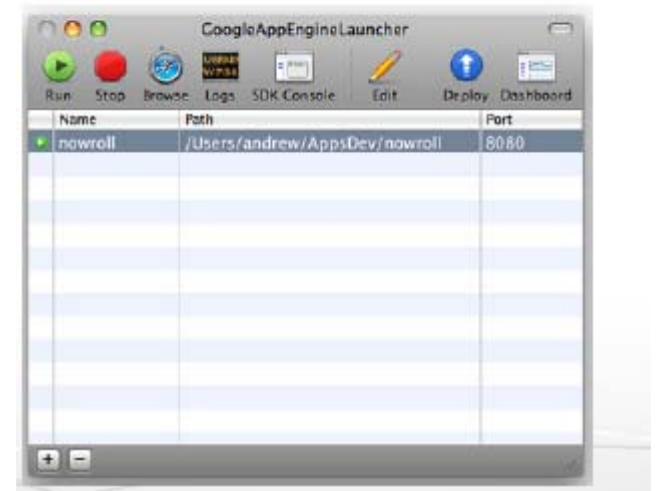 GoogleAppEngineLauncher
Run Stop Browse Logs SDK Console Edit Deploy Dashboard
Name Path Port
nowroll /Users/andrew/AppsDev/nowroll 8080
+ −